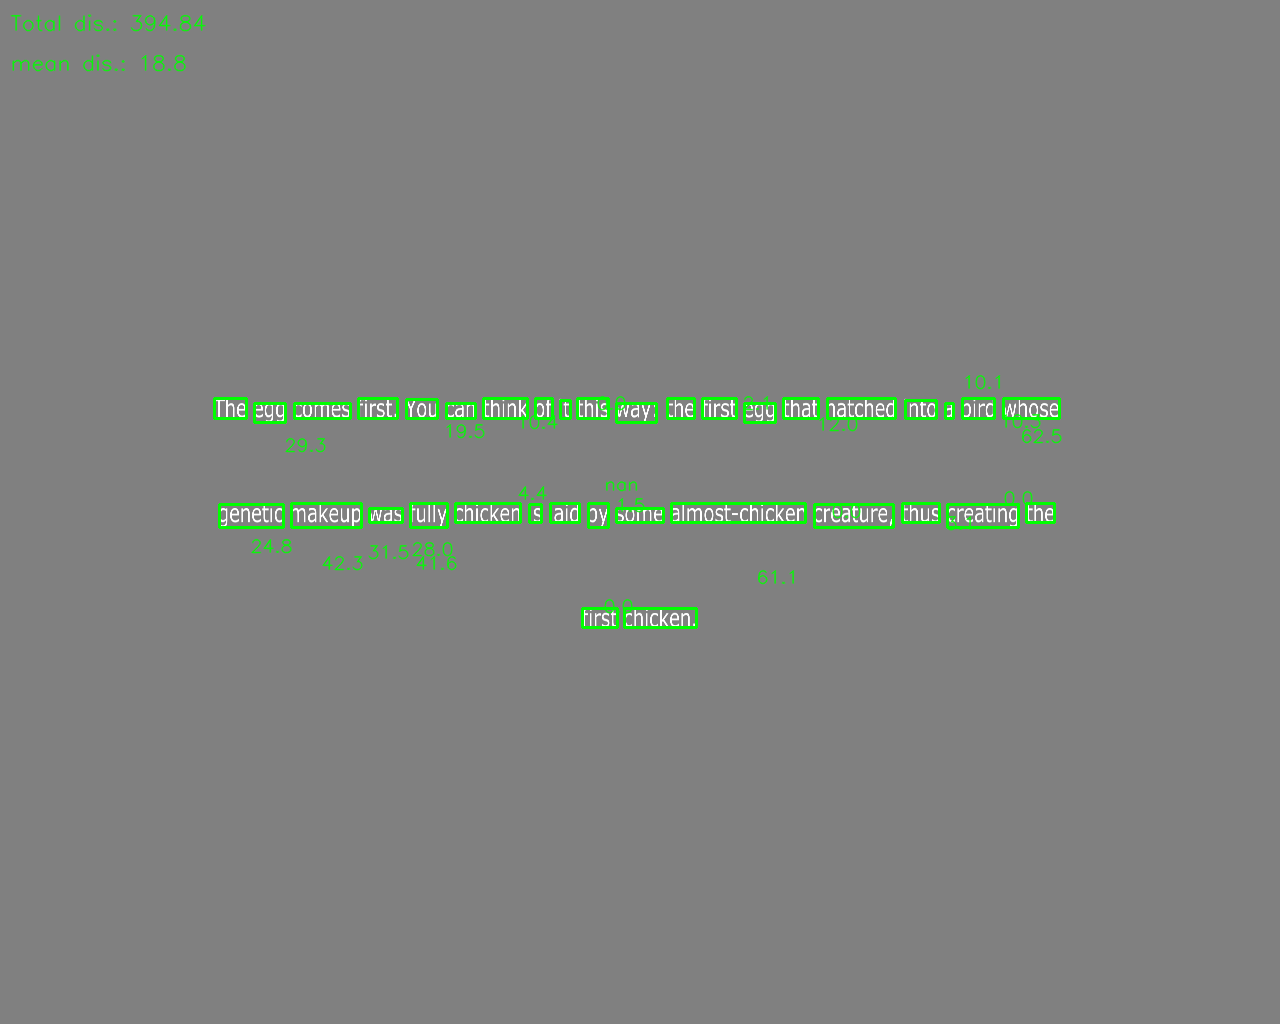 Total dis.: 394.84
mean dis.: 18.8
10.1
The egg comes first. You can think of it this way: the first egg that hatched into a bird whose
29.3 19.5 10.4 12.0 10.5 62.5
genetic makeup was fully chicken is laid by some almost-chicken creature, thus creating the
4.4 nan 1.5 0.0
24.8 42.3 31.5 28.0 41.6 61.1
first chicken.
0.0